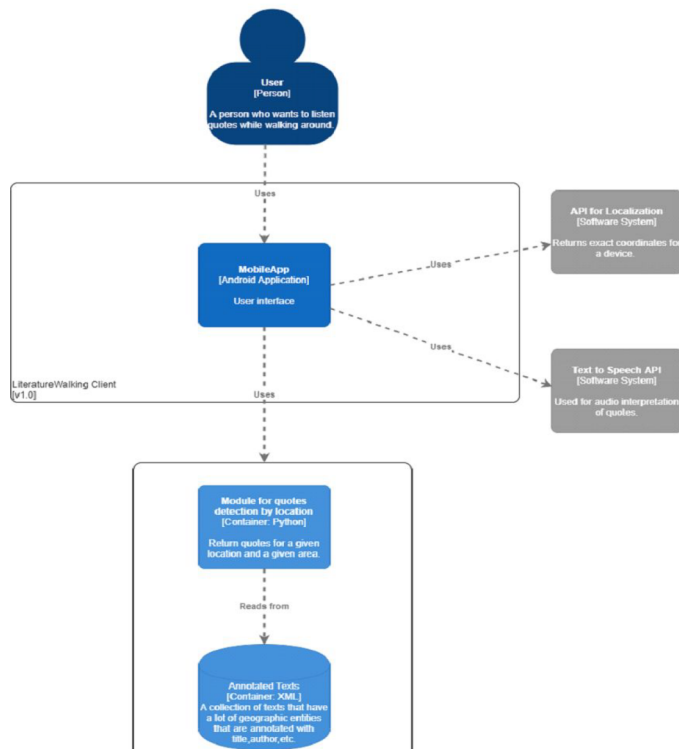 User
[Person]
A person who wants to listen
quotes while walking around.
Uses
API for Localization
[Software System]
Returns exact coordinates for
a device.
MobileApp
[Android Application]
User interface
Uses
Uses
Text to Speech API
[Software System]
Used for audio interpretation
of quotes.
LiteratureWalking Client
[v1.0]
Uses
Module for quotes
detection by location
[Container: Python]
Return quotes for a given
location and a given area.
Reads from
Annotated Texts
[Container: XML]
A collection of texts that have
a lot of geographic entities
that are annotated with
title,author,etc.